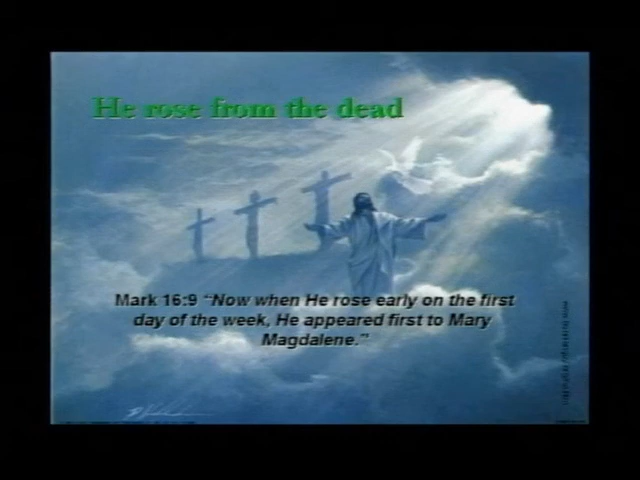 He rose from the dead
Mark 16:9 “Now when He rose early on the first
day of the week, He appeared first to Mary
Magdalene.”